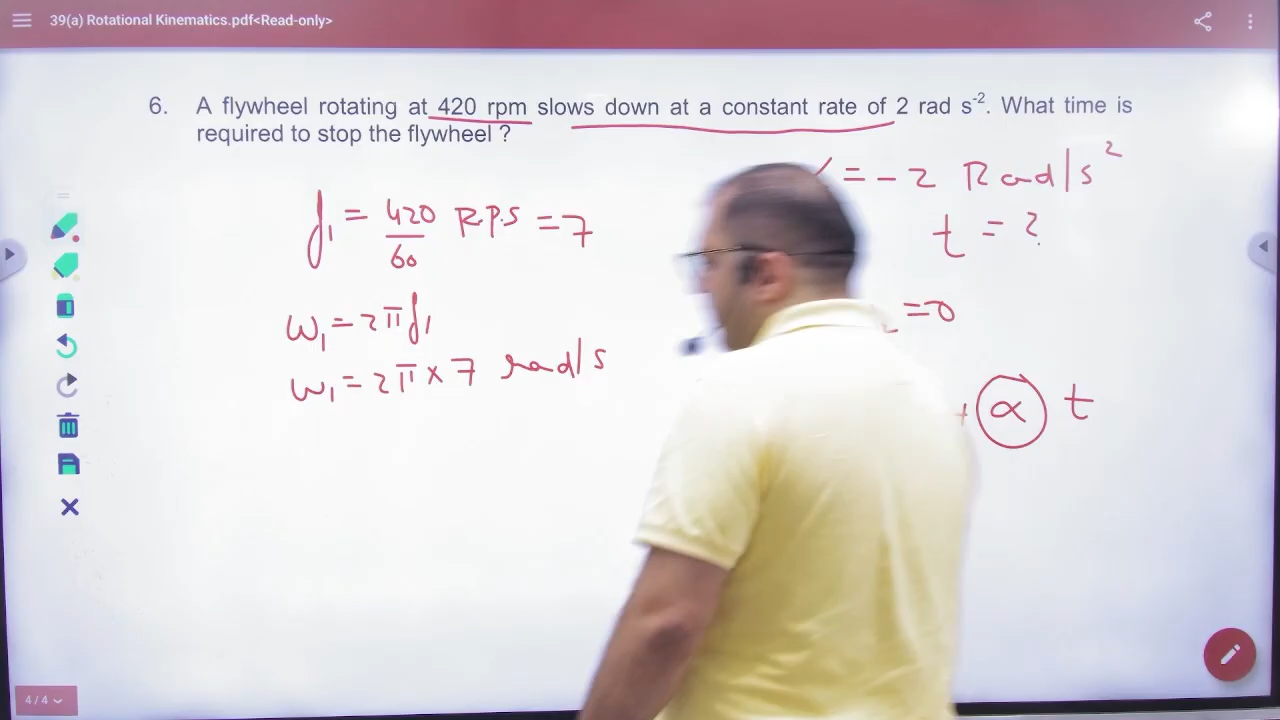 39(a) Rotational Kinematics.pdf<Read-only>
6. A flywheel rotating at 420 rpm slows down at a constant rate of 2 rad s⁻². What time is
required to stop the flywheel ?
= -2 Rad/s²
f₁ = 420/60 R.P.S = 7
t = ?
ω₁ = 2πf₁
= 0
ω₁ = 2π × 7 rad/s
+ α t
4 / 4